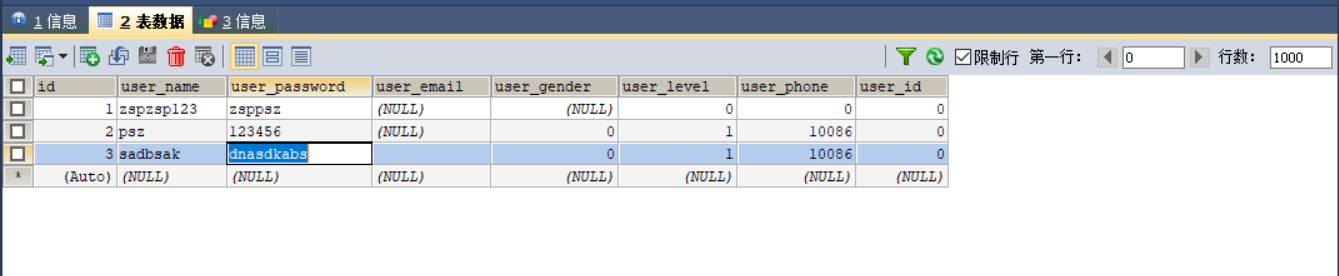 1 信息 2 表数据 3 信息
限制行 第一行： 0 行数： 1000
id user_name user_password user_email user_gender user_level user_phone user_id
1 zspzsp123 zsppsz (NULL) (NULL) 0 0 0
2 psz 123456 (NULL) 0 1 10086 0
3 sadbsak dnasdkabs 0 1 10086 0
* (Auto) (NULL) (NULL) (NULL) (NULL) (NULL) (NULL) (NULL)